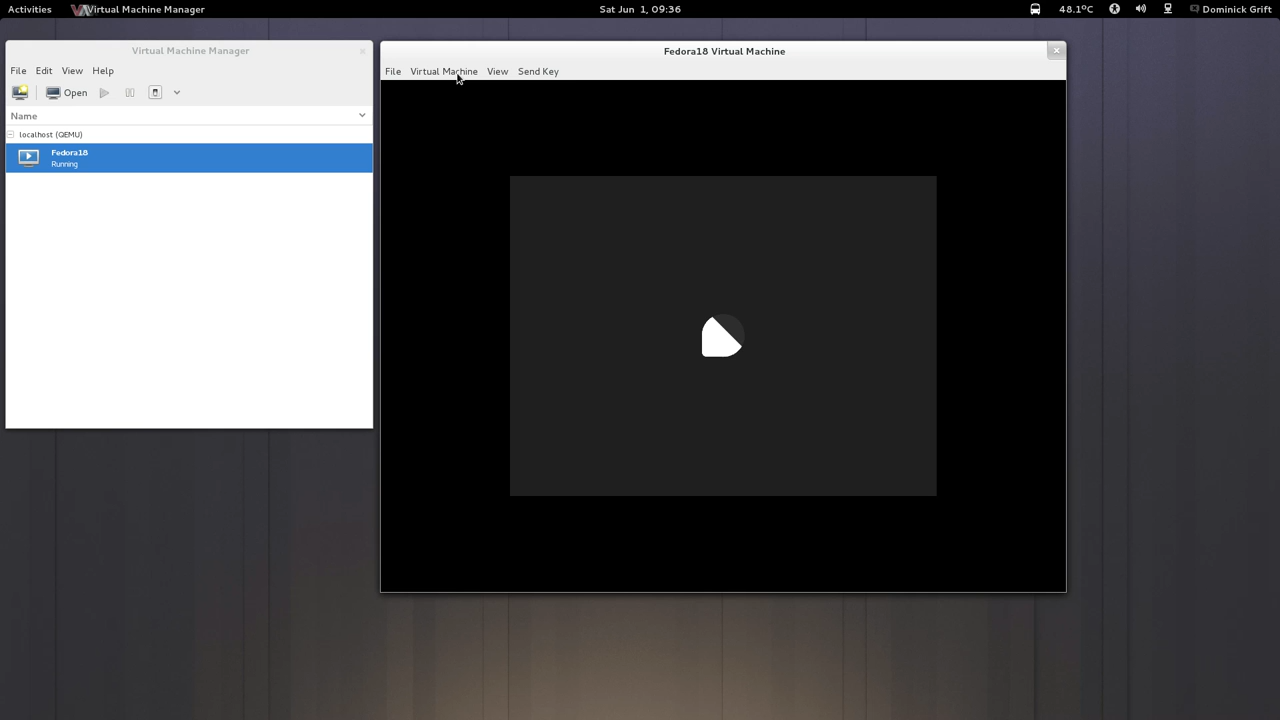 Activities Virtual Machine Manager Sat Jun 1, 09:36 48.1°C Dominick Grift
Virtual Machine Manager
File Edit View Help
Open
Name
localhost (QEMU)
Fedora18
Running
Fedora18 Virtual Machine
File Virtual Machine View Send Key